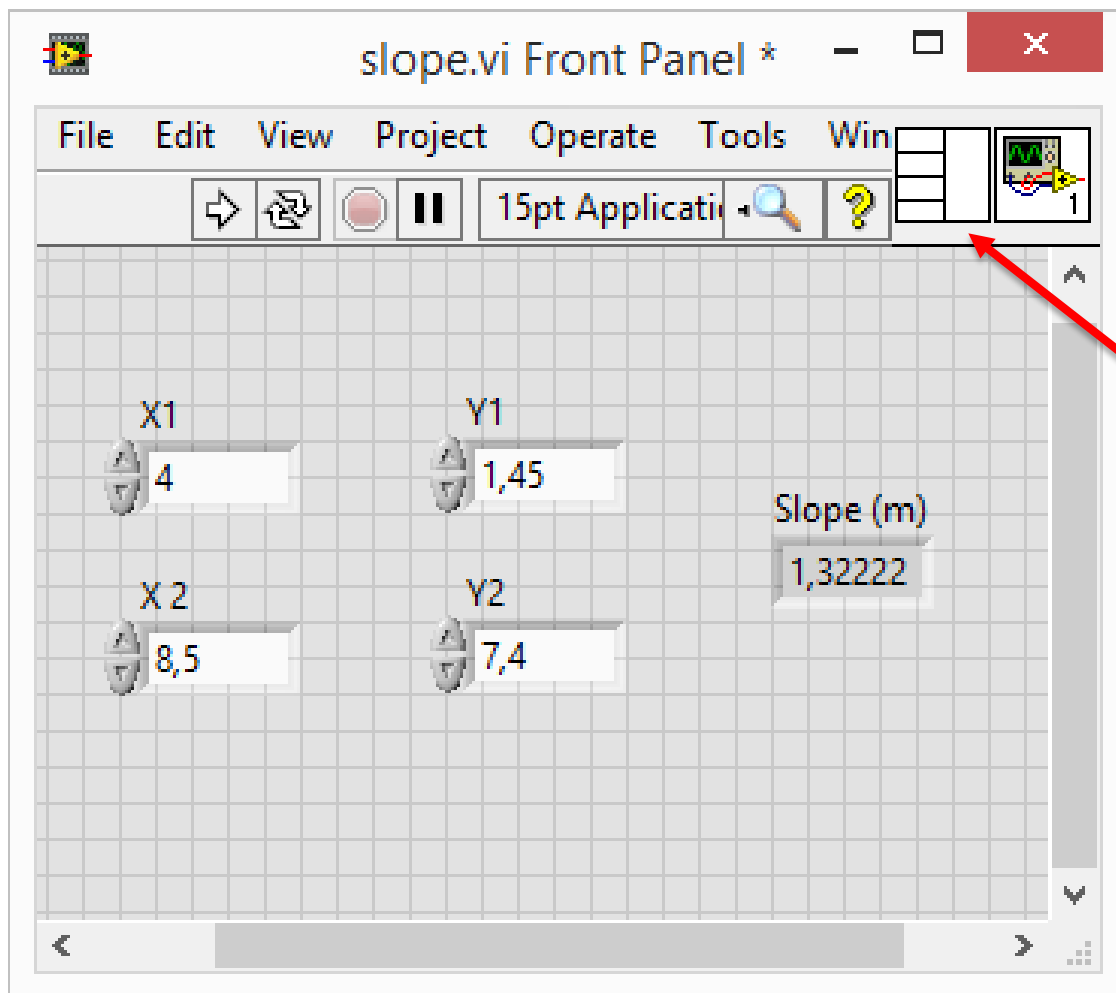 slope.vi Front Panel *
File Edit View Project Operate Tools Win
15pt Applicati
?
1
X1
4
Y1
1,45
Slope (m)
1,32222
X 2
8,5
Y2
7,4